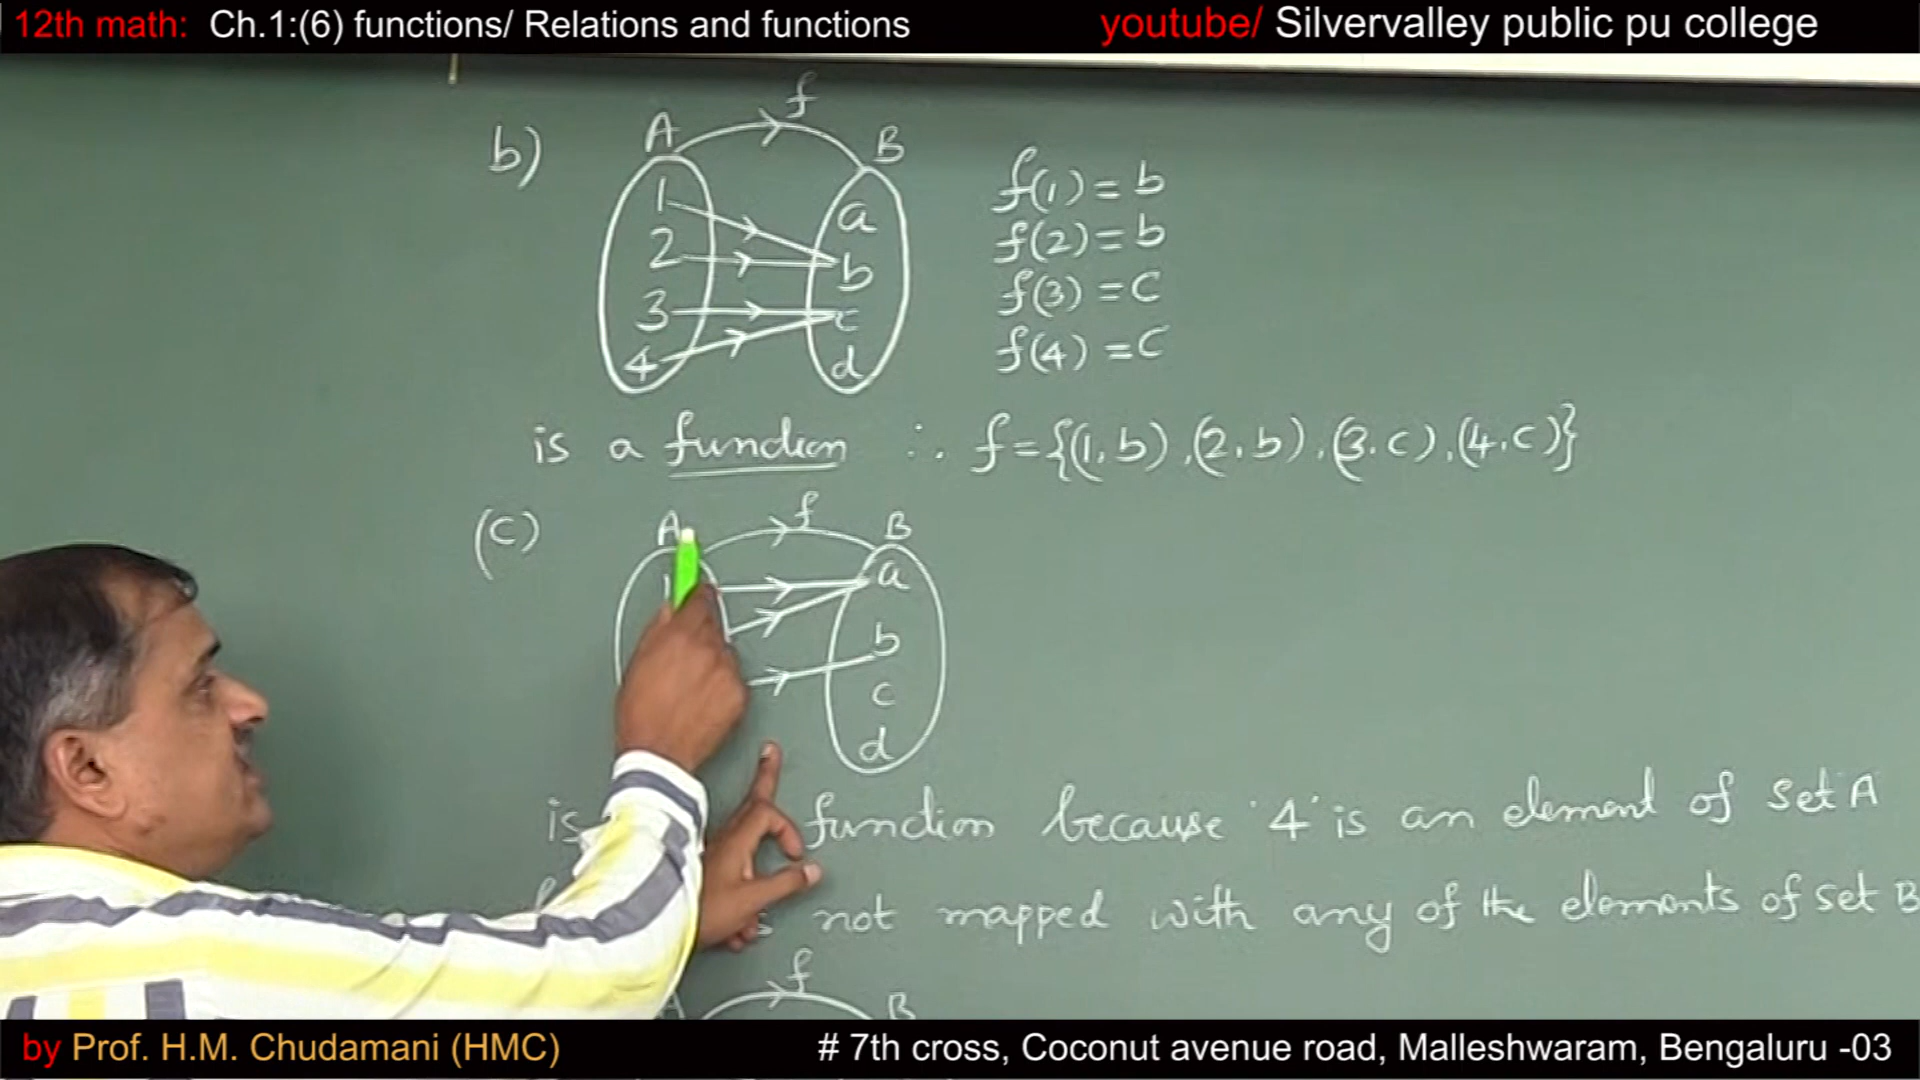 12th math: Ch.1:(6) functions/ Relations and functions youtube/ Silvervalley public pu college
b)
f
A B
1 a
2 b
3 c
4 d
f(1) = b
f(2) = b
f(3) = C
f(4) = C
is a function ∴ f = {(1, b), (2, b), (3, c), (4, c)}
(C)
f
A B
a
b
c
d
is function because '4' is an element of set A
not mapped with any of the elements of set B
f
B
by Prof. H.M. Chudamani (HMC) # 7th cross, Coconut avenue road, Malleshwaram, Bengaluru -03